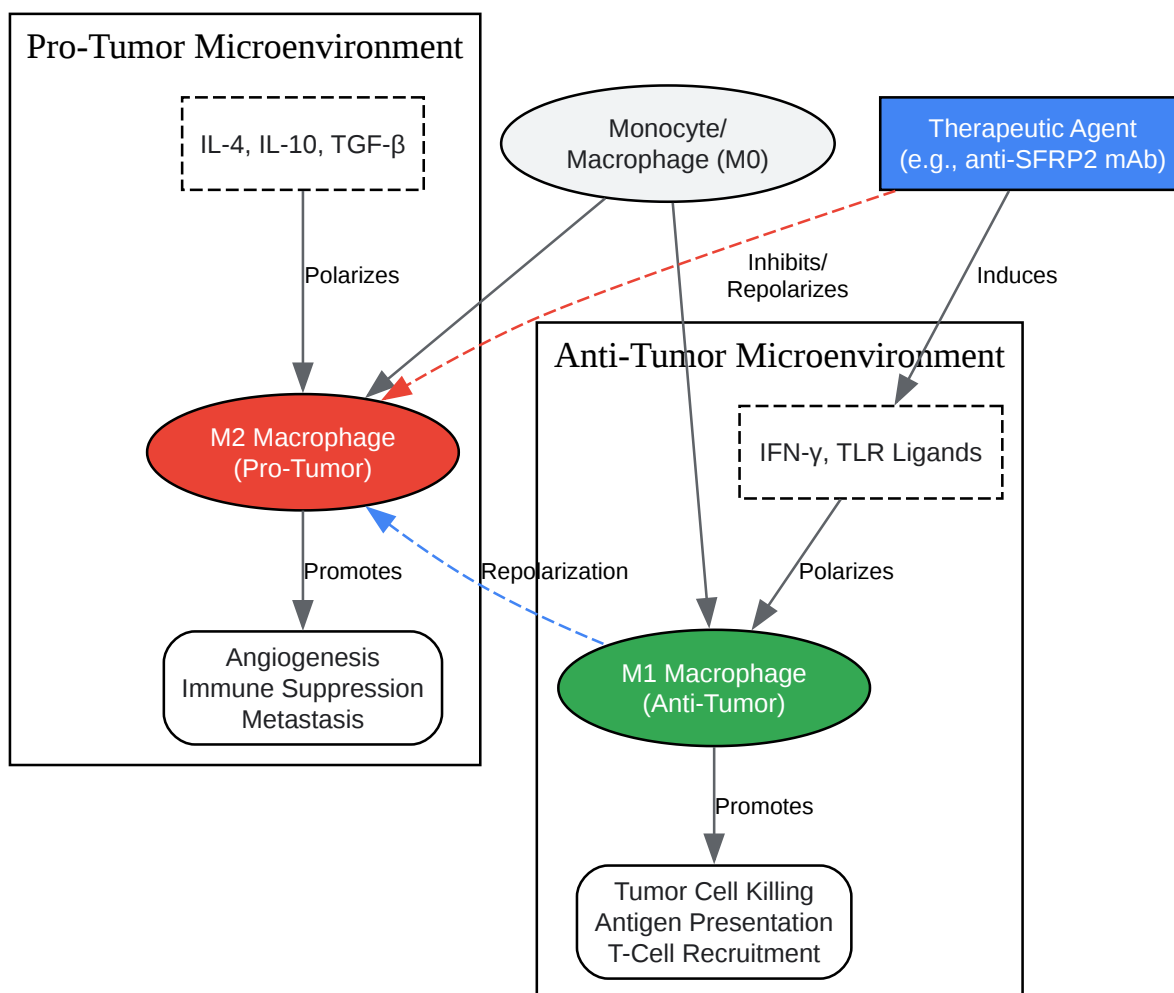 Pro-Tumor Microenvironment
IL-4, IL-10, TGF-β
Monocyte/
Macrophage (M0)
Therapeutic Agent
(e.g., anti-SFRP2 mAb)
Polarizes
Inhibits/
Repolarizes
Induces
Anti-Tumor Microenvironment
M2 Macrophage
(Pro-Tumor)
IFN-γ, TLR Ligands
Promotes
Repolarization
Polarizes
Angiogenesis
Immune Suppression
Metastasis
M1 Macrophage
(Anti-Tumor)
Promotes
Tumor Cell Killing
Antigen Presentation
T-Cell Recruitment